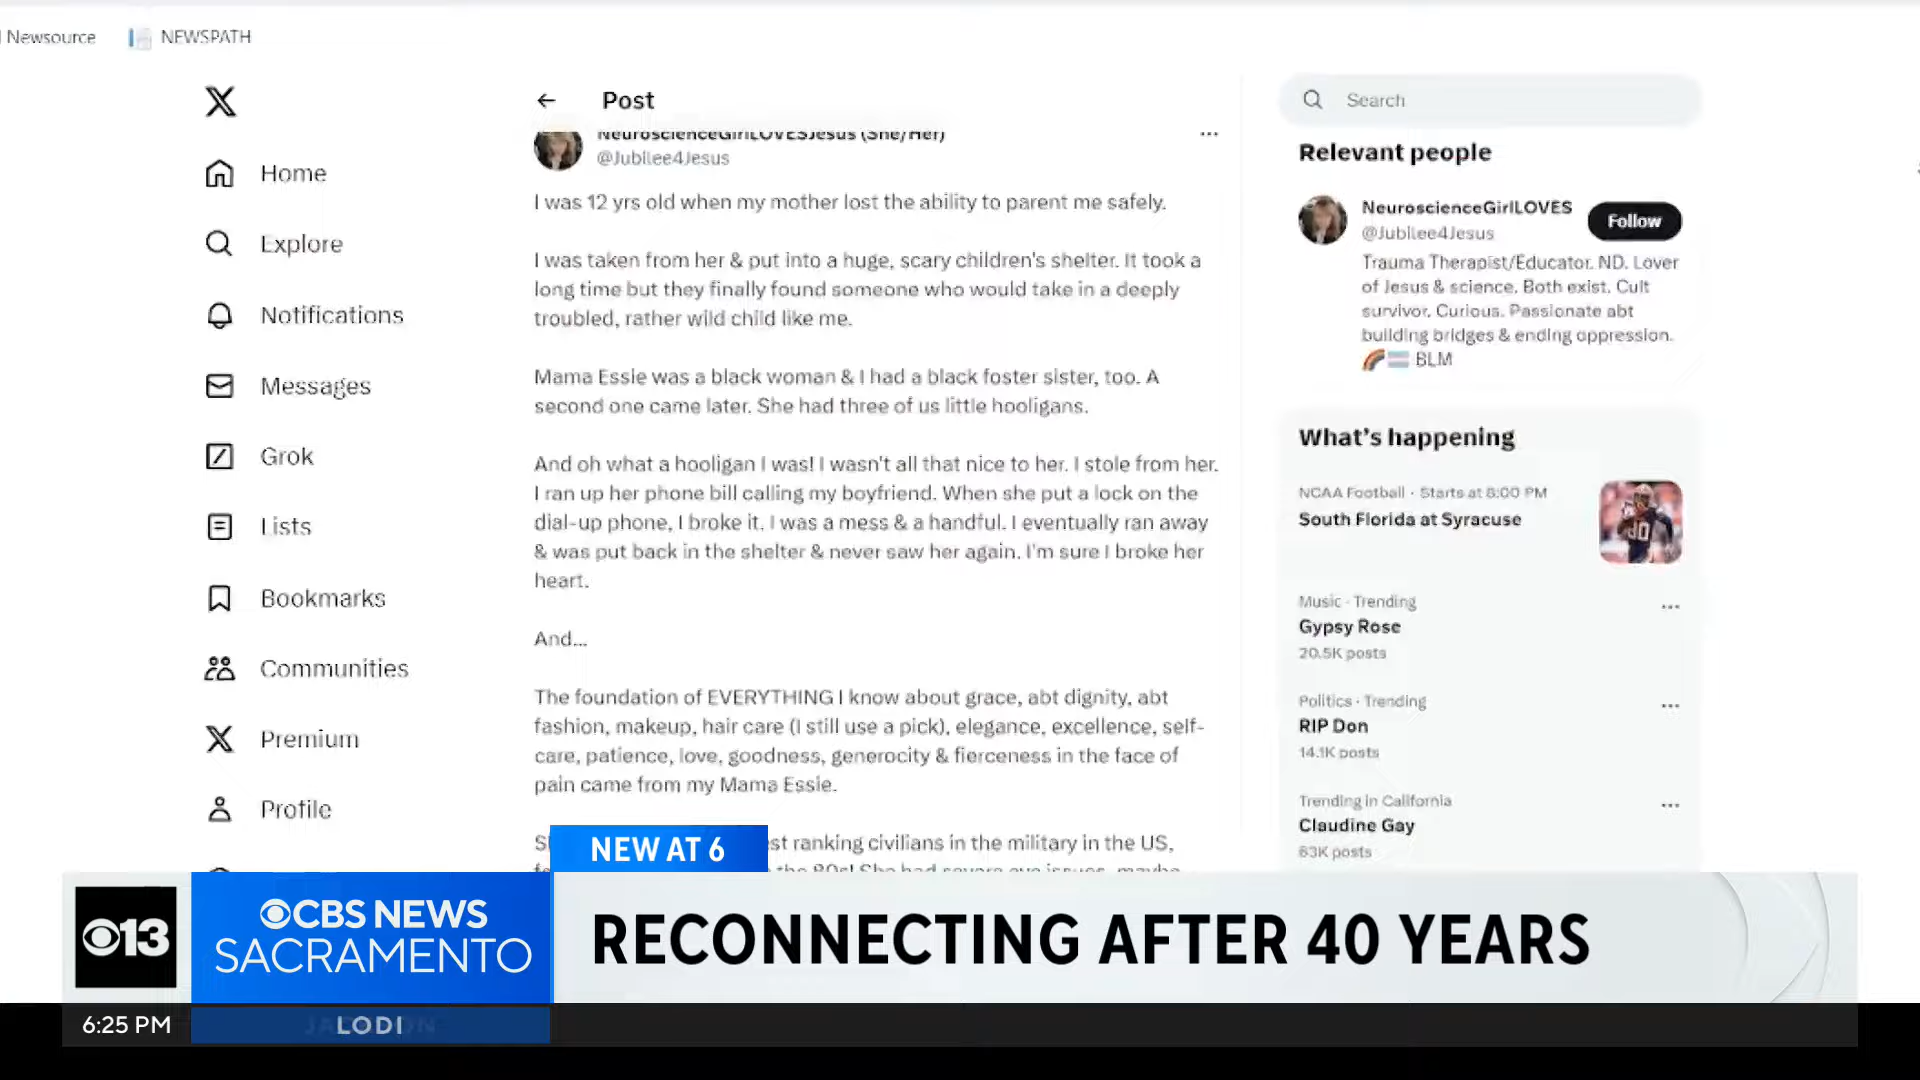 Newsource
NEWSPATH
Post
Search
NeuroscienceGirlLOVESJesus (She/Her)
@Jubilee4Jesus
Relevant people
Home
I was 12 yrs old when my mother lost the ability to parent me safely.
NeuroscienceGirlLOVES
Follow
@Jubilee4Jesus
Explore
I was taken from her & put into a huge, scary children's shelter. It took a
long time but they finally found someone who would take in a deeply
troubled, rather wild child like me.
Trauma Therapist/Educator. ND. Lover
of Jesus & science. Both exist. Cult
survivor. Curious. Passionate abt
building bridges & ending oppression.
BLM
Notifications
Messages
Mama Essie was a black woman & I had a black foster sister, too. A
second one came later. She had three of us little hooligans.
What's happening
Grok
And oh what a hooligan I was! I wasn't all that nice to her. I stole from her.
I ran up her phone bill calling my boyfriend. When she put a lock on the
dial-up phone, I broke it. I was a mess & a handful. I eventually ran away
& was put back in the shelter & never saw her again. I'm sure I broke her
heart.
NCAA Football · Starts at 8:00 PM
South Florida at Syracuse
Lists
Bookmarks
Music · Trending
Gypsy Rose
20.5K posts
And...
Communities
The foundation of EVERYTHING I know about grace, abt dignity, abt
fashion, makeup, hair care (I still use a pick), elegance, excellence, self-
care, patience, love, goodness, generocity & fierceness in the face of
pain came from my Mama Essie.
Politics · Trending
RIP Don
14.1K posts
Premium
Profile
Trending in California
Claudine Gay
63K posts
ranking civilians in the military in the US,
the 80s! She had severe eye issues, maybe
NEW AT 6
13
CBS NEWS
SACRAMENTO
RECONNECTING AFTER 40 YEARS
6:25 PM
LODI